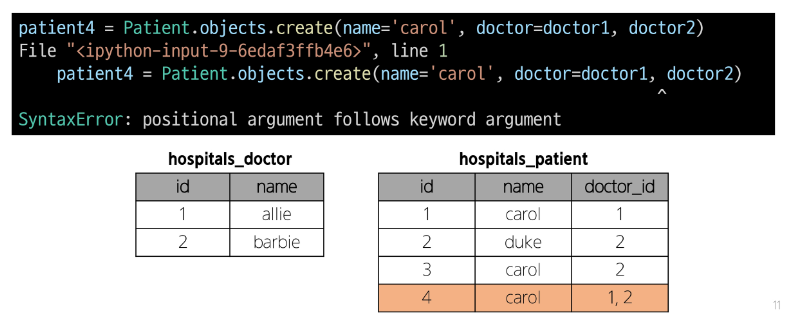 patient4 = Patient.objects.create(name='carol', doctor=doctor1, doctor2)
File "<ipython-input-9-6edaf3ffb4e6>", line 1
    patient4 = Patient.objects.create(name='carol', doctor=doctor1, doctor2)
^
SyntaxError: positional argument follows keyword argument
hospitals_doctor
id name
1 allie
2 barbie
hospitals_patient
id name doctor_id
1 carol 1
2 duke 2
3 carol 2
4 carol 1, 2
11